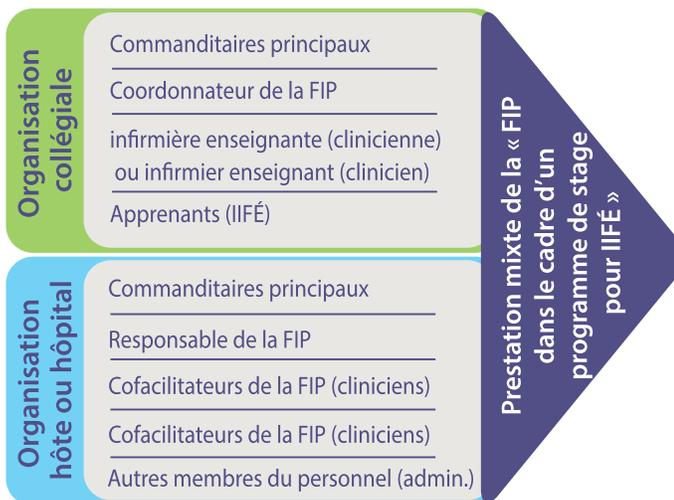 Organisation
collégiale
Commanditaires principaux
Coordonnateur de la FIP
infirmière enseignante (clinicienne)
ou infirmier enseignant (clinicien)
Apprenants (IIFÉ)
Organisation
hôte ou hôpital
Commanditaires principaux
Responsable de la FIP
Cofacilitateurs de la FIP (cliniciens)
Cofacilitateurs de la FIP (cliniciens)
Autres membres du personnel (admin.)
Prestation mixte de la « FIP
dans le cadre d'un
programme de stage
pour IIFÉ »